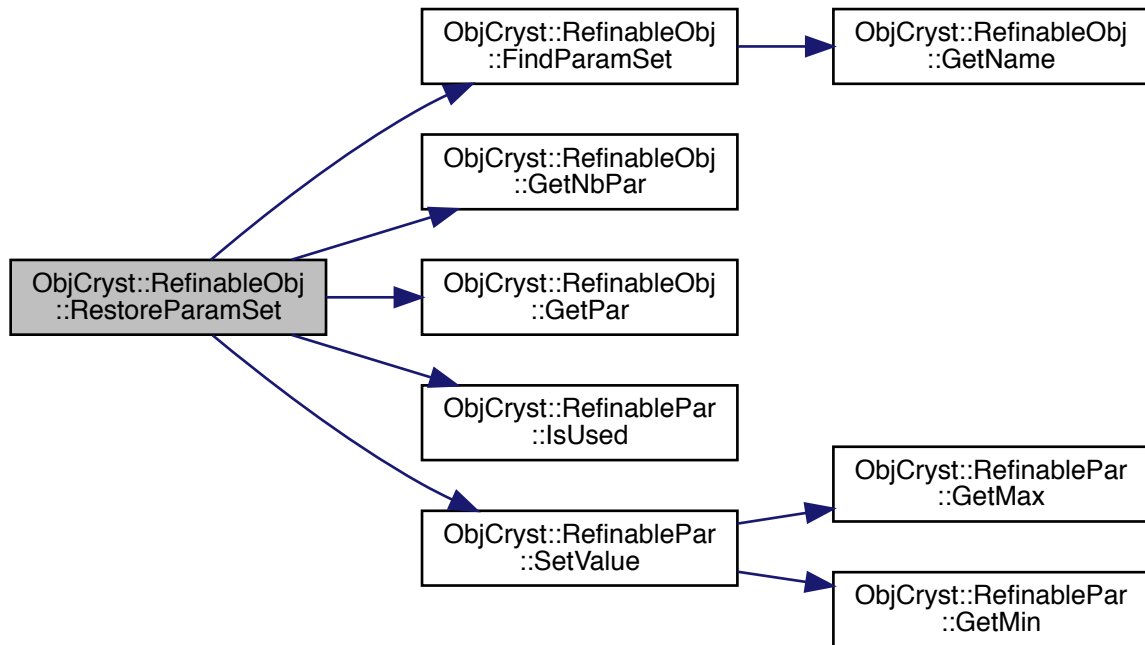 ObjCryst::RefinableObj
::FindParamSet
ObjCryst::RefinableObj
::GetName
ObjCryst::RefinableObj
::GetNbPar
ObjCryst::RefinableObj
::RestoreParamSet
ObjCryst::RefinableObj
::GetPar
ObjCryst::RefinablePar
::IsUsed
ObjCryst::RefinablePar
::SetValue
ObjCryst::RefinablePar
::GetMax
ObjCryst::RefinablePar
::GetMin